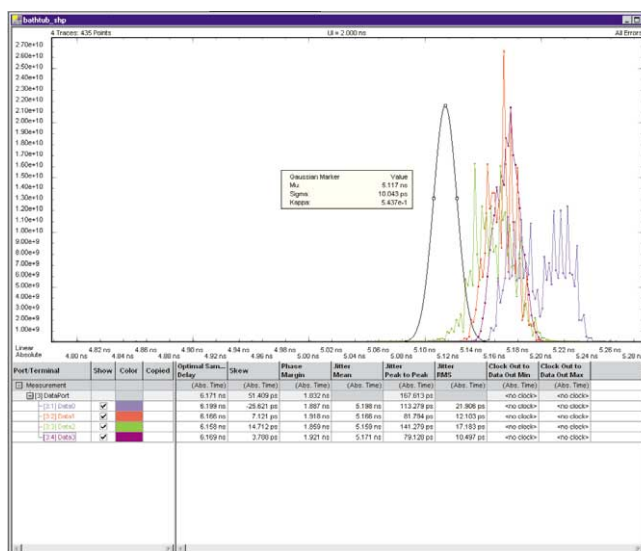 bathtub_shp
4 Traces: 435 Points UI = 2.000 ns All Errors
2.70e+10
2.60e+10
2.50e+10
2.40e+10
2.30e+10
2.20e+10
2.10e+10
2.00e+10
1.90e+10
1.80e+10
1.70e+10
1.60e+10
1.50e+10
1.40e+10
1.30e+10
1.20e+10
1.10e+10
1.00e+10
9.00e+9
8.00e+9
7.00e+9
6.00e+9
5.00e+9
4.00e+9
3.00e+9
2.00e+9
1.00e+9
Gaussian Marker Value
Mu 5.117 ns
Sigma 10.043 ps
Kappa 5.437e-1
Linear
Absolute
4.80 ns 4.82 ns 4.84 ns 4.86 ns 4.88 ns 4.90 ns 4.92 ns 4.94 ns 4.96 ns 4.98 ns 5.00 ns 5.02 ns 5.04 ns 5.06 ns 5.08 ns 5.10 ns 5.12 ns 5.14 ns 5.16 ns 5.18 ns 5.20 ns 5.22 ns 5.24 ns 5.26 ns 5.28 ns
Port/Terminal Show Color Copied Optimal Sam... Delay Skew Phase Margin Jitter Mean Jitter Peak to Peak Jitter RMS Clock Out to Data Out Min Clock Out to Data Out Max
Measurement (Abs. Time) (Abs. Time) (Abs. Time) (Abs. Time) (Abs. Time) (Abs. Time) (Abs. Time) (Abs. Time)
[3] DataPort 6.171 ns 51.409 ps 1.832 ns 167.613 ps <no clock> <no clock>
[3:1] Data0 6.199 ns -25.621 ps 1.887 ns 5.198 ns 113.279 ps 21.906 ps <no clock> <no clock>
[3:2] Data1 6.166 ns 7.121 ps 1.918 ns 5.166 ns 81.794 ps 12.103 ps <no clock> <no clock>
[3:3] Data2 6.158 ns 14.712 ps 1.859 ns 5.159 ns 141.279 ps 17.183 ps <no clock> <no clock>
[3:4] Data3 6.169 ns 3.788 ps 1.921 ns 5.171 ns 79.120 ps 10.497 ps <no clock> <no clock>